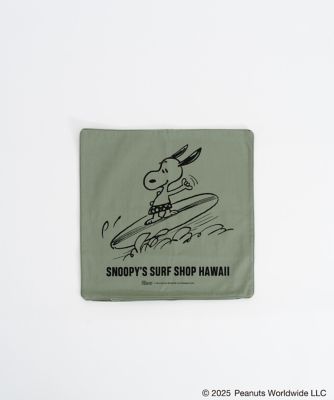 SNOOPY'S SURF SHOP HAWAII
© 2025 Peanuts Worldwide LLC